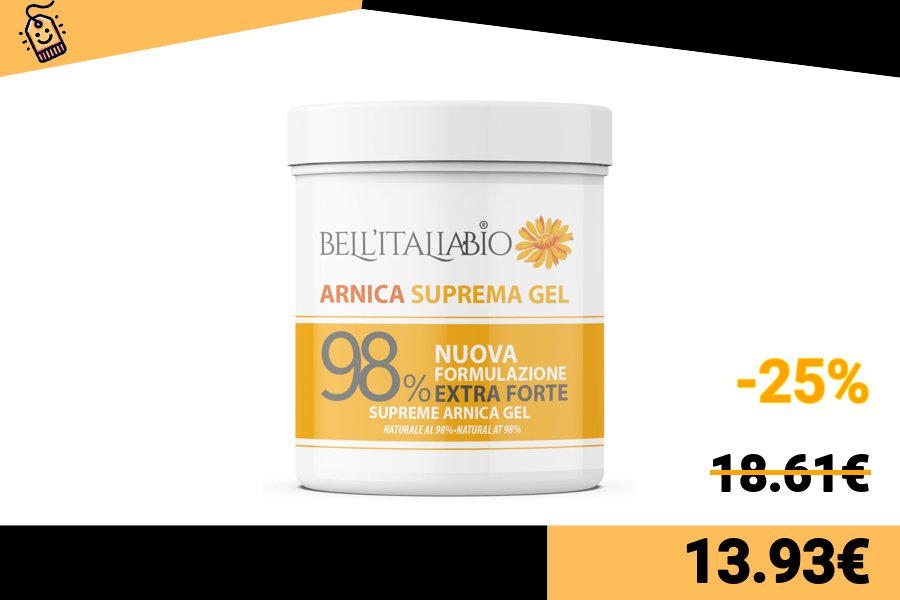 BELL'ITALIABIO®
ARNICA SUPREMA GEL
98%
NUOVA
FORMULAZIONE
EXTRA FORTE
SUPREME ARNICA GEL
NATURALE AL 98%•NATURAL AT 98%
-25%
18.61€
13.93€